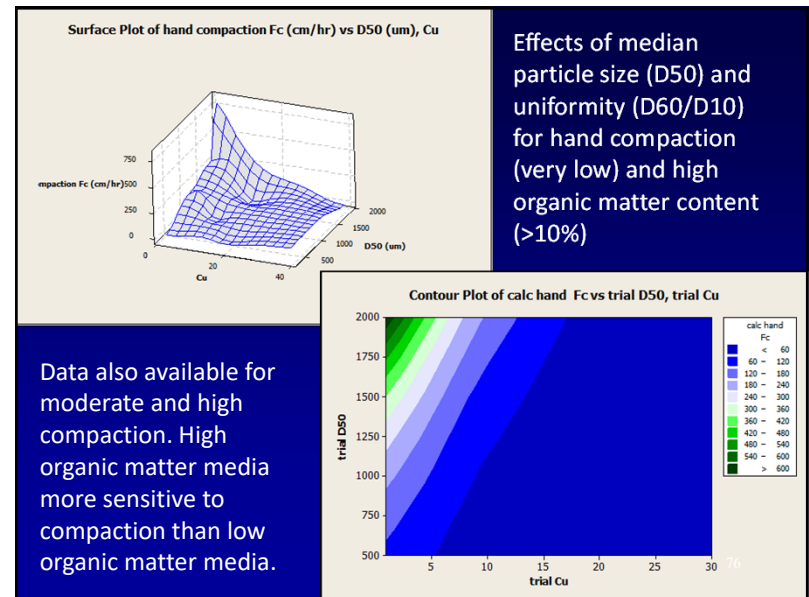 Surface Plot of hand compaction Fc (cm/hr) vs D50 (um), Cu
750
mpaction Fc (cm/hr)500
250
0
0
20
40
Cu
2000
1500
1000
500
D50 (um)
Effects of median
particle size (D50) and
uniformity (D60/D10)
for hand compaction
(very low) and high
organic matter content
(>10%)
Data also available for
moderate and high
compaction. High
organic matter media
more sensitive to
compaction than low
organic matter media.
Contour Plot of calc hand Fc vs trial D50, trial Cu
2000
1750
1500
1250
1000
750
500
trial D50
5
10
15
20
25
30
trial Cu
calc hand
Fc
< 60
60 – 120
120 – 180
180 – 240
240 – 300
300 – 360
360 – 420
420 – 480
480 – 540
540 – 600
> 600
76